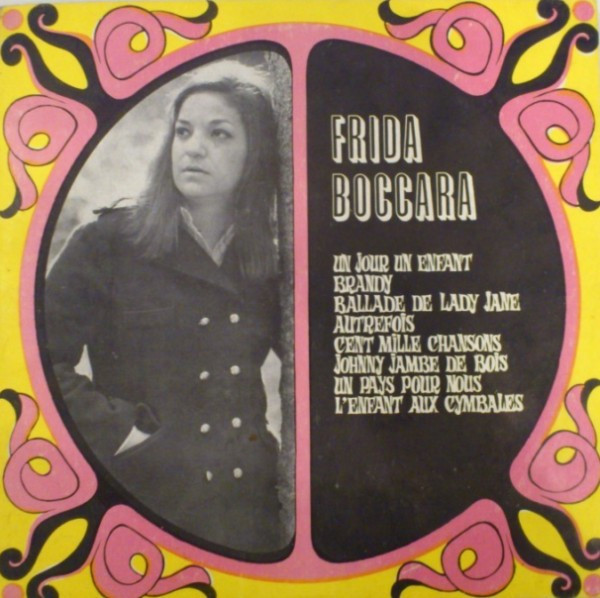 FRIDA
BOCCARA
UN JOUR UN ENFANT
BRANDY
BALLADE DE LADY JANE
AUTREFOIS
CENT MILLE CHANSONS
JOHNNY JAMBE DE BOIS
UN PAYS POUR NOUS
L'ENFANT AUX CYMBALES